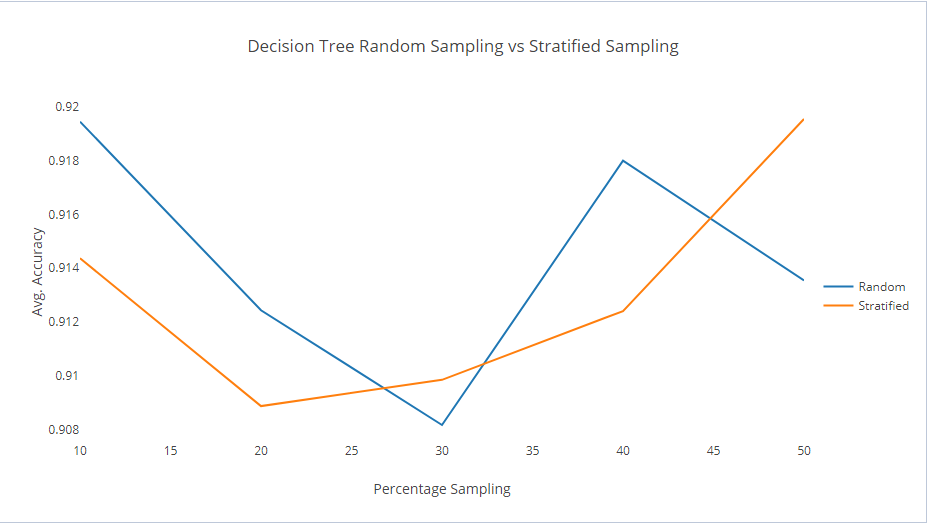 Decision Tree Random Sampling vs Stratified Sampling
0.92
0.918
0.916
0.914
0.912
0.91
0.908
Avg. Accuracy
10 15 20 25 30 35 40 45 50
Percentage Sampling
Random
Stratified